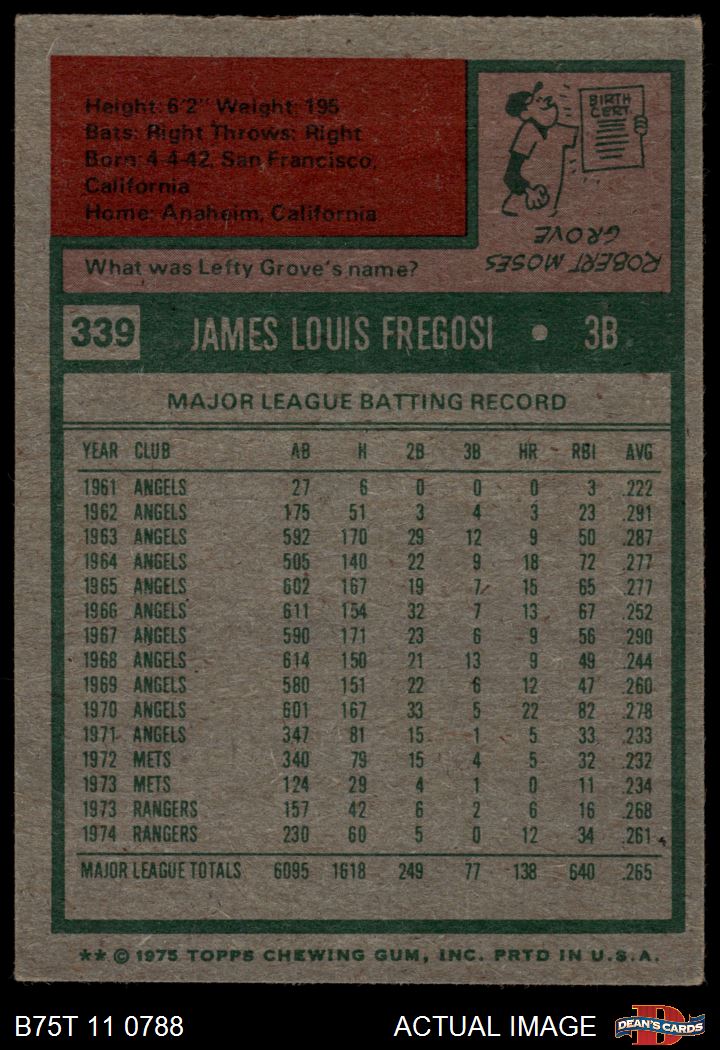 Height: 6'2" Weight: 195
Bats: Right Throws: Right
Born: 4-4-42, San Francisco,
California
Home: Anaheim, California
BIRTH
CERT
ROBERT MOSES
GROVE
What was Lefty Grove's name?
339 JAMES LOUIS FREGOSI • 3B
MAJOR LEAGUE BATTING RECORD
YEAR CLUB AB H 2B 3B HR RBI AVG
1961 ANGELS 27 6 0 0 0 3 .222
1962 ANGELS 175 51 3 4 3 23 .291
1963 ANGELS 592 170 29 12 9 50 .287
1964 ANGELS 505 140 22 9 18 72 .277
1965 ANGELS 602 167 19 7 15 65 .277
1966 ANGELS 611 154 32 7 13 67 .252
1967 ANGELS 590 171 23 6 9 56 .290
1968 ANGELS 614 150 21 13 9 49 .244
1969 ANGELS 580 151 22 6 12 47 .260
1970 ANGELS 601 167 33 5 22 82 .278
1971 ANGELS 347 81 15 1 5 33 .233
1972 METS 340 79 15 4 5 32 .232
1973 METS 124 29 4 1 0 11 .234
1973 RANGERS 157 42 6 2 6 16 .268
1974 RANGERS 230 60 5 0 12 34 .261
MAJOR LEAGUE TOTALS 6095 1618 249 77 138 640 .265
** © 1975 TOPPS CHEWING GUM, INC. PRTD IN U.S.A.
B75T 11 0788 ACTUAL IMAGE
DEAN'S CARDS